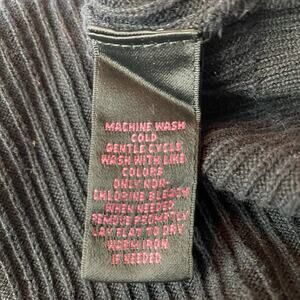 MACHINE WASH
COLD
GENTLE CYCLE
WASH WITH LIKE
COLORS
ONLY NON-
CHLORINE BLEACH
WHEN NEEDED
REMOVE PROMPTLY
LAY FLAT TO DRY
WARM IRON
IF NEEDED